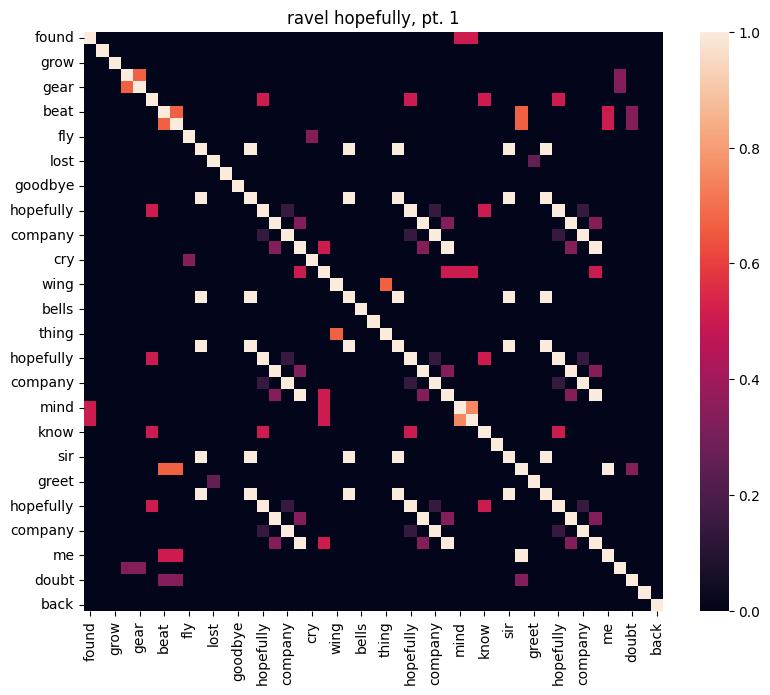 ravel hopefully, pt. 1
found
grow
gear
beat
fly
lost
goodbye
hopefully
company
cry
wing
bells
thing
hopefully
company
mind
know
sir
greet
hopefully
company
me
doubt
back
1.0
0.8
0.6
0.4
0.2
0.0
found
grow
gear
beat
fly
lost
goodbye
hopefully
company
cry
wing
bells
thing
hopefully
company
mind
know
sir
greet
hopefully
company
me
doubt
back